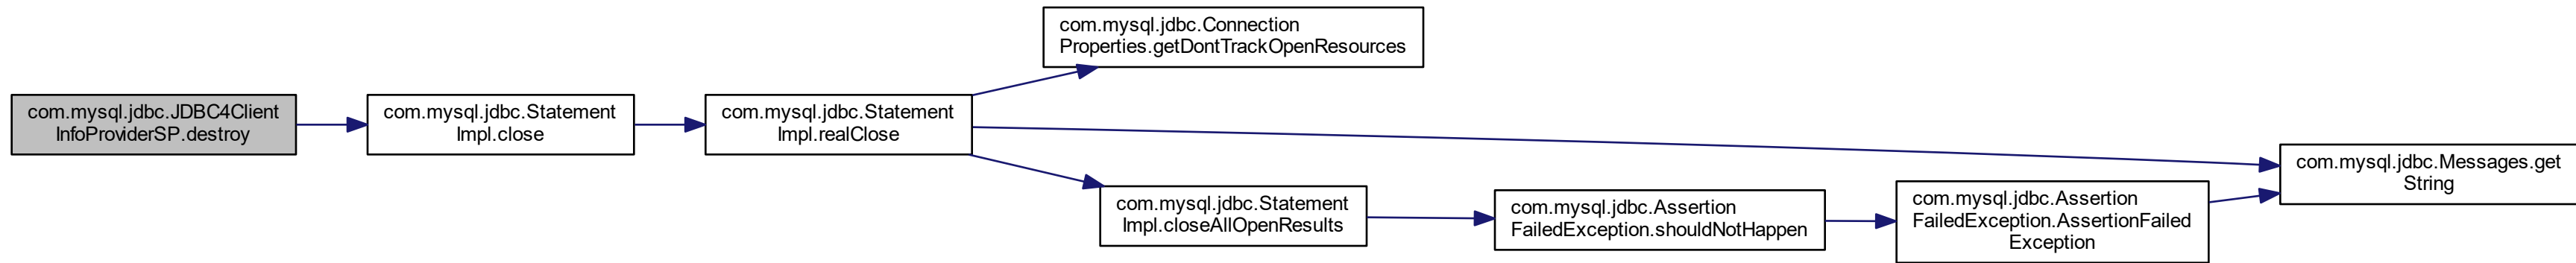 com.mysql.jdbc.JDBC4Client
InfoProviderSP.destroy
com.mysql.jdbc.Statement
Impl.close
com.mysql.jdbc.Statement
Impl.realClose
com.mysql.jdbc.Connection
Properties.getDontTrackOpenResources
com.mysql.jdbc.Statement
Impl.closeAllOpenResults
com.mysql.jdbc.Assertion
FailedException.shouldNotHappen
com.mysql.jdbc.Assertion
FailedException.AssertionFailed
Exception
com.mysql.jdbc.Messages.get
String